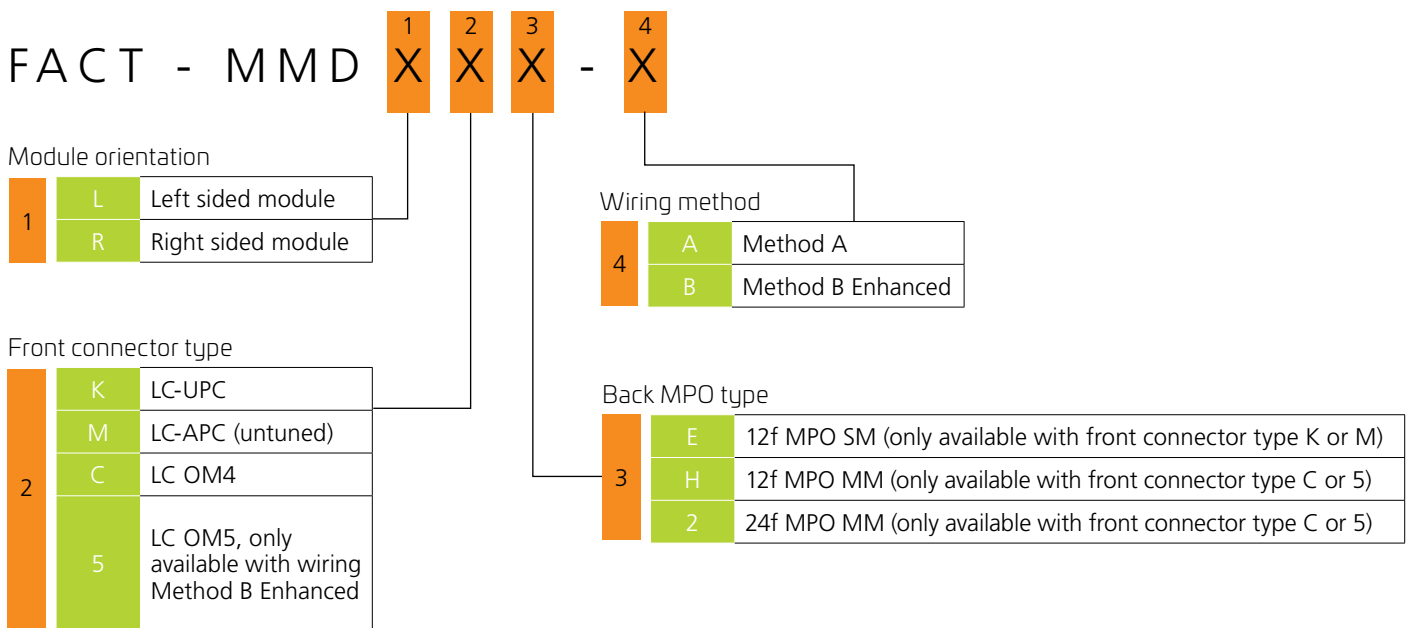 1 2 3 4
FACT - MMD X X X - X
Module orientation
1
L Left sided module
R Right sided module
Wiring method
4
A Method A
B Method B Enhanced
Front connector type
2
K LC-UPC
M LC-APC (untuned)
C LC OM4
5 LC OM5, only
available with wiring
Method B Enhanced
Back MPO type
3
E 12f MPO SM (only available with front connector type K or M)
H 12f MPO MM (only available with front connector type C or 5)
2 24f MPO MM (only available with front connector type C or 5)